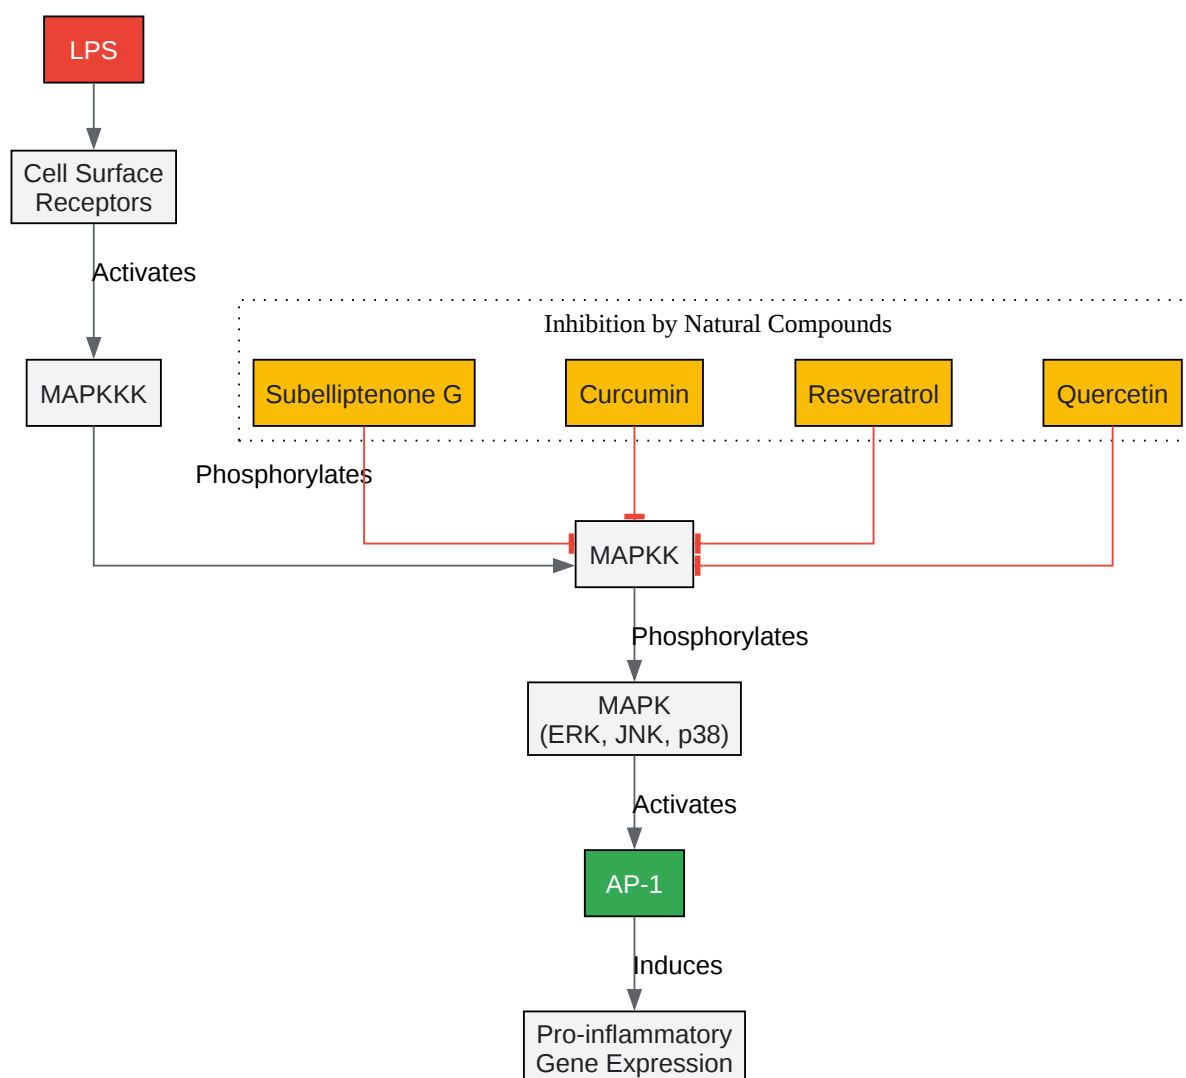 LPS
Cell Surface
Receptors
Activates
Inhibition by Natural Compounds
MAPKKK
Subelliptenone G
Curcumin
Resveratrol
Quercetin
Phosphorylates
MAPKK
Phosphorylates
MAPK
(ERK, JNK, p38)
Activates
AP-1
Induces
Pro-inflammatory
Gene Expression